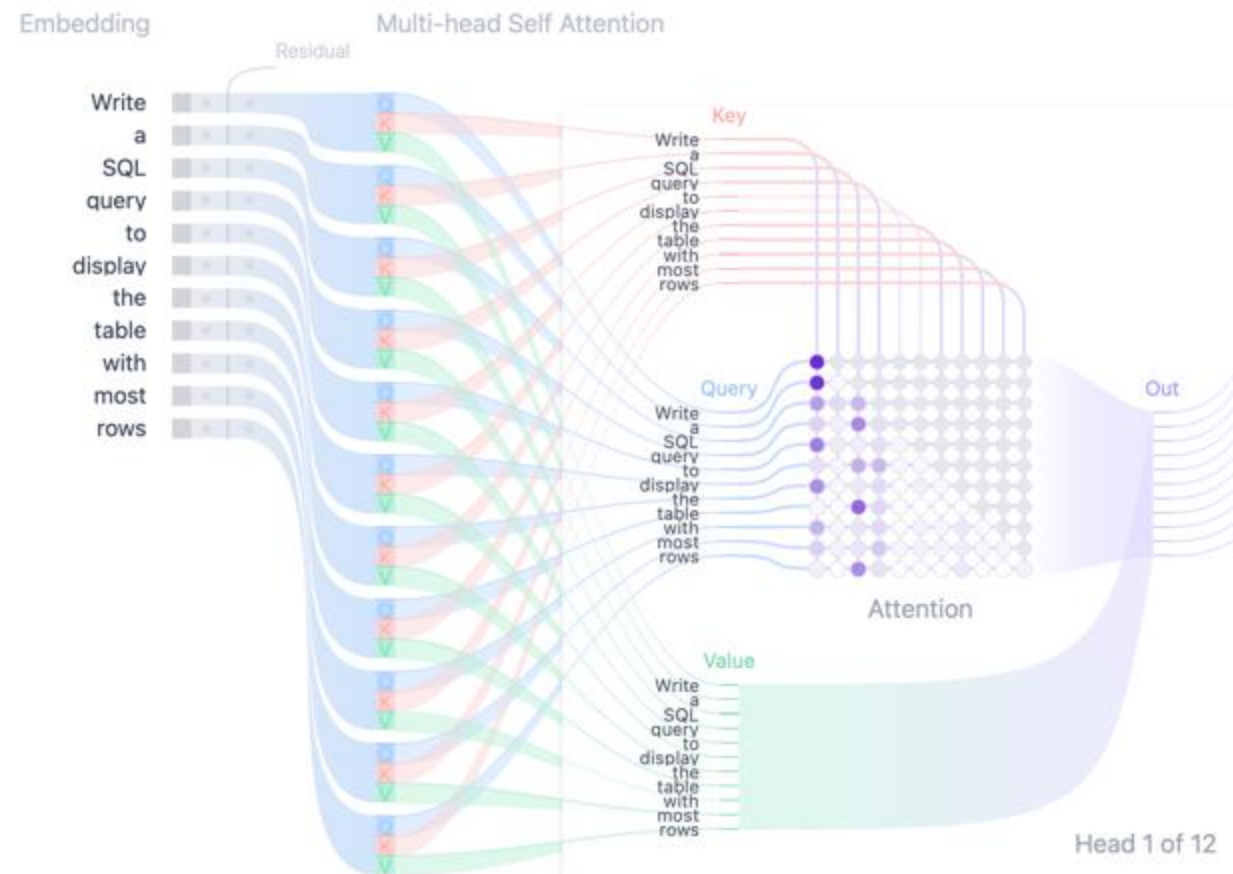 Embedding
Multi-head Self Attention
Residual
Write
a
SQL
query
to
display
the
table
with
most
rows
Q
K
V
Q
K
V
Q
K
V
Q
K
V
Q
K
V
Q
K
V
Q
K
V
Q
K
V
Q
K
V
Q
K
V
Q
K
V
Key
Write
a
SQL
query
to
display
the
table
with
most
rows
Query
Write
a
SQL
query
to
display
the
table
with
most
rows
Out
Attention
Value
Write
a
SQL
query
to
display
the
table
with
most
rows
Head 1 of 12